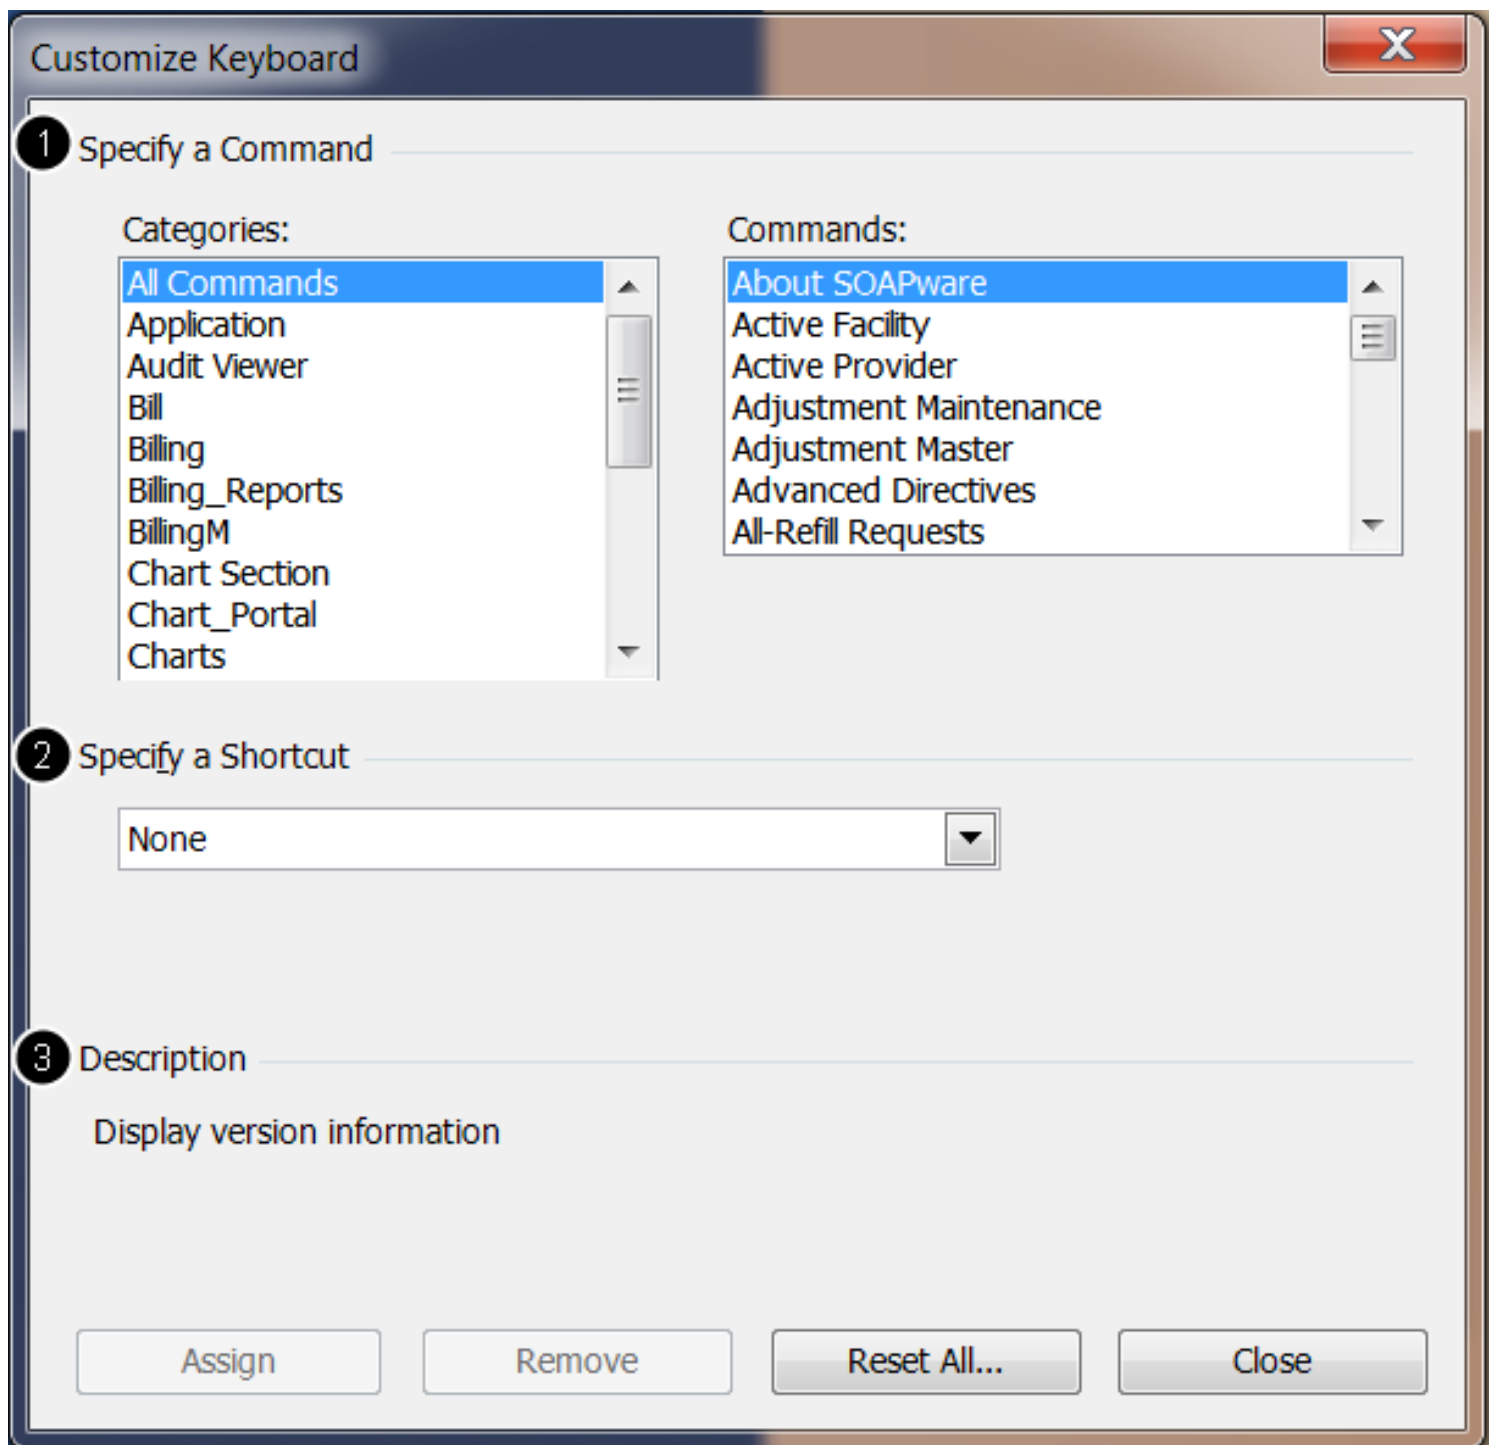 Customize Keyboard
X
1 Specify a Command
Categories:
All Commands
Application
Audit Viewer
Bill
Billing
Billing_Reports
BillingM
Chart Section
Chart_Portal
Charts
Commands:
About SOAPware
Active Facility
Active Provider
Adjustment Maintenance
Adjustment Master
Advanced Directives
All-Refill Requests
2 Specify a Shortcut
None
3 Description
Display version information
Assign Remove Reset All... Close